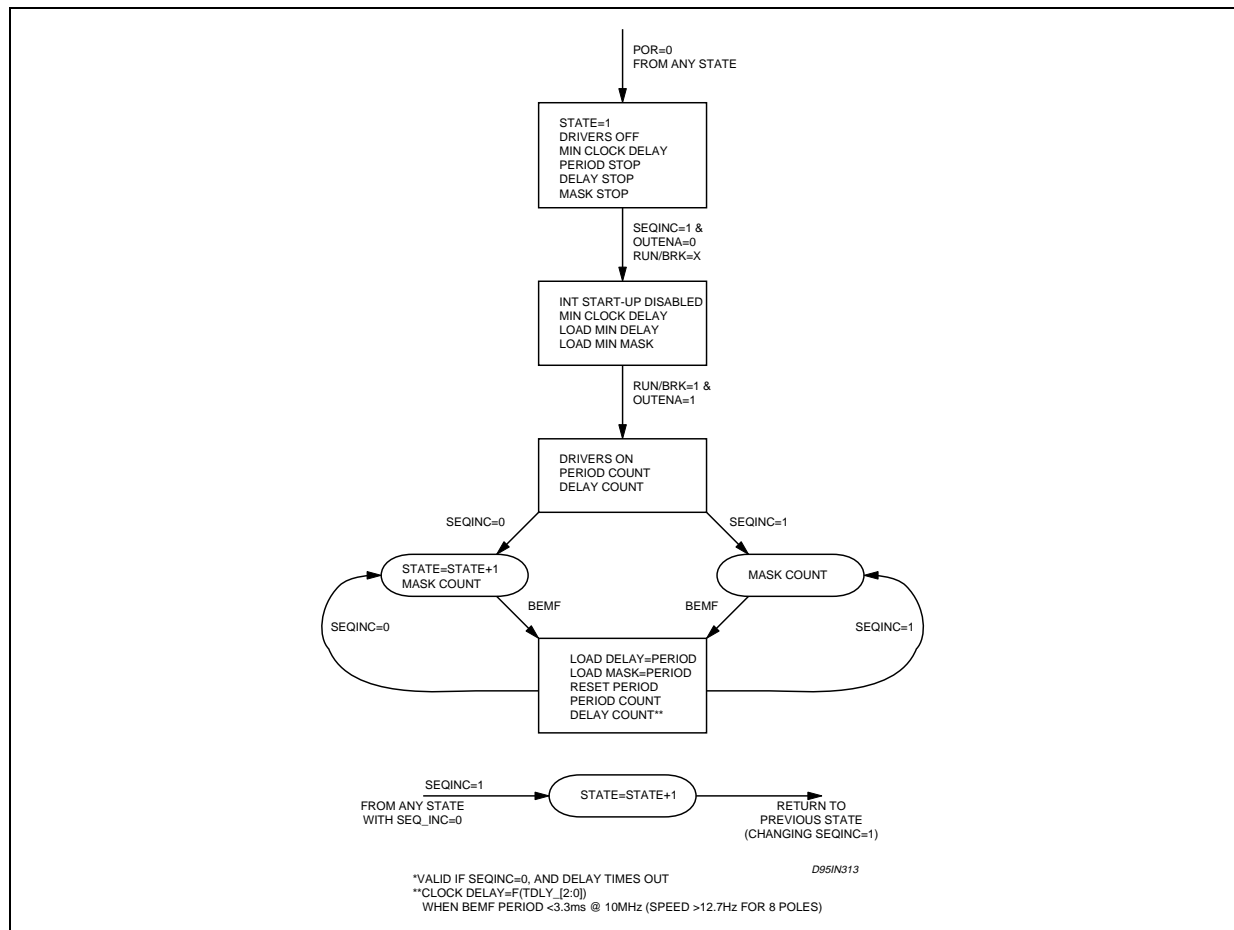 POR=0
FROM ANY STATE
STATE=1
DRIVERS OFF
MIN CLOCK DELAY
PERIOD STOP
DELAY STOP
MASK STOP
SEQINC=1 &
OUTENA=0
RUN/BRK=X
INT START-UP DISABLED
MIN CLOCK DELAY
LOAD MIN DELAY
LOAD MIN MASK
RUN/BRK=1 &
OUTENA=1
DRIVERS ON
PERIOD COUNT
DELAY COUNT
SEQINC=0
SEQINC=1
STATE=STATE+1
MASK COUNT
MASK COUNT
BEMF
BEMF
SEQINC=0
SEQINC=1
LOAD DELAY=PERIOD
LOAD MASK=PERIOD
RESET PERIOD
PERIOD COUNT
DELAY COUNT**
SEQINC=1
FROM ANY STATE
WITH SEQ_INC=0
STATE=STATE+1
RETURN TO
PREVIOUS STATE
(CHANGING SEQINC=1)
D95IN313
*VALID IF SEQINC=0, AND DELAY TIMES OUT
**CLOCK DELAY=F(TDLY_[2:0])
WHEN BEMF PERIOD <3.3ms @ 10MHz (SPEED >12.7Hz FOR 8 POLES)